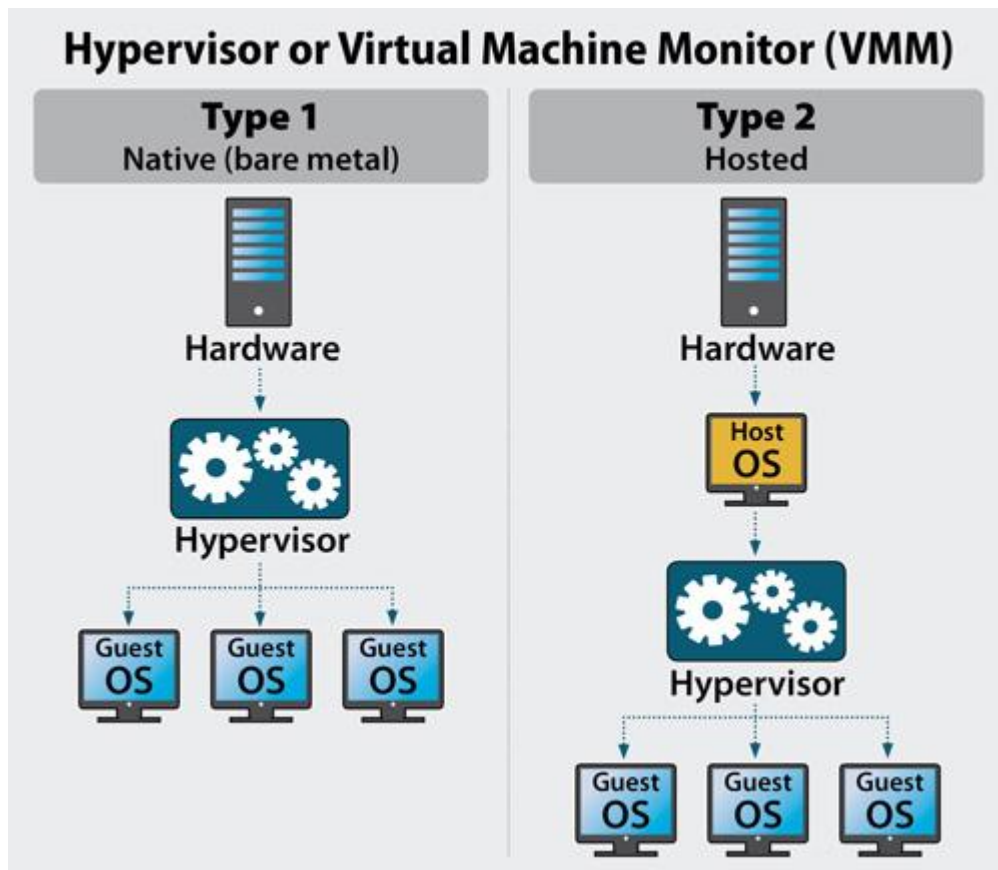 Hypervisor or Virtual Machine Monitor (VMM)
Type 1
Native (bare metal)
Hardware
Hypervisor
Guest
OS
Guest
OS
Guest
OS
Type 2
Hosted
Hardware
Host
OS
Hypervisor
Guest
OS
Guest
OS
Guest
OS